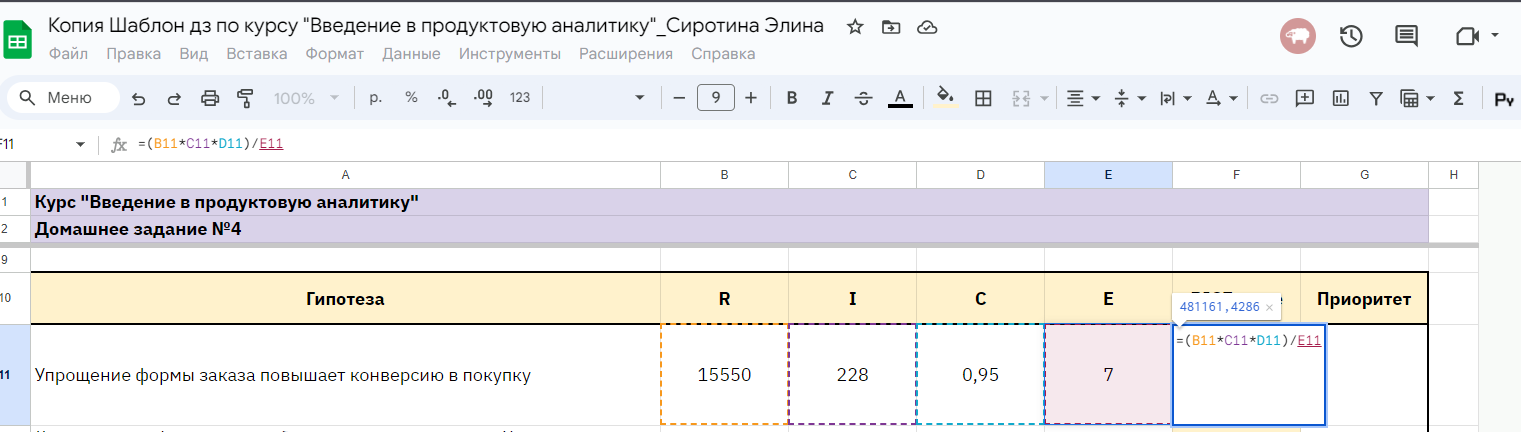 Копия Шаблон дз по курсу "Введение в продуктовую аналитику"_Сиротина Элина
Файл Правка Вид Вставка Формат Данные Инструменты Расширения Справка
Меню 100% р. % .0 .00 123 9 B I A Σ
F11 fx =(B11*C11*D11)/E11
A B C D E F G H
1 Курс "Введение в продуктовую аналитику"
2 Домашнее задание №4
9
10 Гипотеза R I C E Приоритет
481161,4286 ×
11 Упрощение формы заказа повышает конверсию в покупку 15550 228 0,95 7 =(B11*C11*D11)/E11